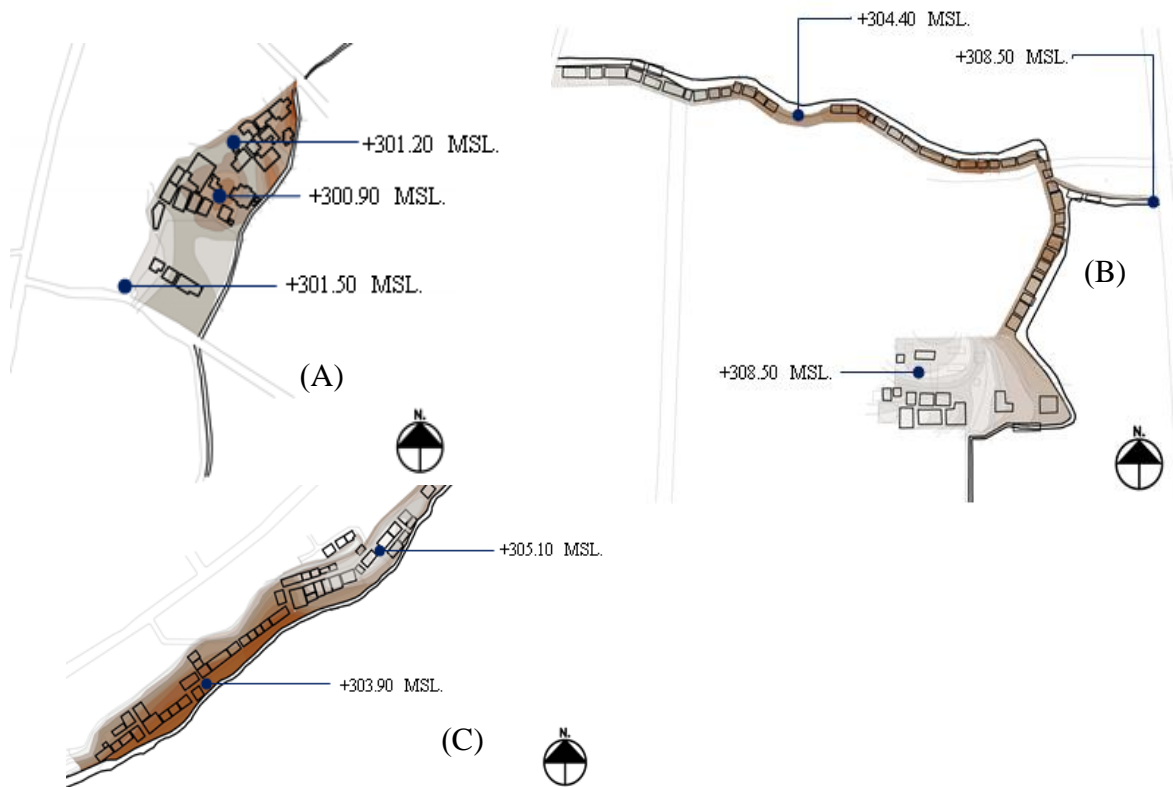 +301.20 MSL.
+300.90 MSL.
+301.50 MSL.
(A)
N.
+304.40 MSL.
+308.50 MSL.
(B)
+308.50 MSL.
N.
+305.10 MSL.
+303.90 MSL.
(C)
N.